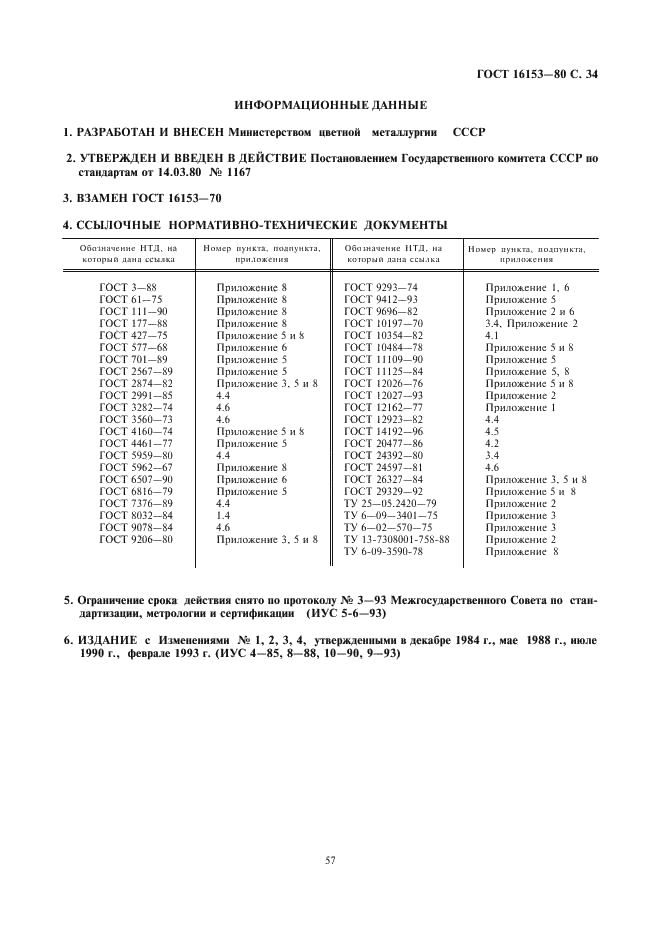 ГОСТ 16153—80 С. 34
ИНФОРМАЦИОННЫЕ ДАННЫЕ
1. РАЗРАБОТАН И ВНЕСЕН Министерством цветной металлургии СССР
2. УТВЕРЖДЕН И ВВЕДЕН В ДЕЙСТВИЕ Постановлением Государственного комитета СССР по
стандартам от 14.03.80 № 1167
3. ВЗАМЕН ГОСТ 16153—70
4. ССЫЛОЧНЫЕ НОРМАТИВНО-ТЕХНИЧЕСКИЕ ДОКУМЕНТЫ
Обозначение НТД, на Номер пункта, подпункта, Обозначение НТД, на Номер пункта, подпункта,
который дана ссылка приложения который дана ссылка приложения
ГОСТ 3—88 Приложение 8 ГОСТ 9293—74 Приложение 1, 6
ГОСТ 61—75 Приложение 8 ГОСТ 9412—93 Приложение 5
ГОСТ 111—90 Приложение 8 ГОСТ 9696—82 Приложение 2 и 6
ГОСТ 177—88 Приложение 8 ГОСТ 10197—70 3.4, Приложение 2
ГОСТ 427—75 Приложение 5 и 8 ГОСТ 10354—82 4.1
ГОСТ 577—68 Приложение 6 ГОСТ 10484—78 Приложение 5 и 8
ГОСТ 701—89 Приложение 5 ГОСТ 11109—90 Приложение 5
ГОСТ 2567—89 Приложение 5 ГОСТ 11125—84 Приложение 5, 8
ГОСТ 2874—82 Приложение 3, 5 и 8 ГОСТ 12026—76 Приложение 5 и 8
ГОСТ 2991—85 4.4 ГОСТ 12027—93 Приложение 2
ГОСТ 3282—74 4.6 ГОСТ 12162—77 Приложение 1
ГОСТ 3560—73 4.6 ГОСТ 12923—82 4.4
ГОСТ 4160—74 Приложение 5 и 8 ГОСТ 14192—96 4.5
ГОСТ 4461—77 Приложение 5 ГОСТ 20477—86 4.2
ГОСТ 5959—80 4.4 ГОСТ 24392—80 3.4
ГОСТ 5962—67 Приложение 8 ГОСТ 24597—81 4.6
ГОСТ 6507—90 Приложение 6 ГОСТ 26327—84 Приложение 3, 5 и 8
ГОСТ 6816—79 Приложение 5 ГОСТ 29329—92 Приложение 5 и 8
ГОСТ 7376—89 4.4 ТУ 25—05.2420—79 Приложение 2
ГОСТ 8032—84 1.4 ТУ 6—09—3401—75 Приложение 3
ГОСТ 9078—84 4.6 ТУ 6—02—570—75 Приложение 3
ГОСТ 9206—80 Приложение 3, 5 и 8 ТУ 13-7308001-758-88 Приложение 2
ТУ 6-09-3590-78 Приложение 8
5. Ограничение срока действия снято по протоколу № 3—93 Межгосударственного Совета по стан-
дартизации, метрологии и сертификации (ИУС 5-6—93)
6. ИЗДАНИЕ с Изменениями № 1, 2, 3, 4, утвержденными в декабре 1984 г., мае 1988 г., июле
1990 г., феврале 1993 г. (ИУС 4—85, 8—88, 10—90, 9—93)
57